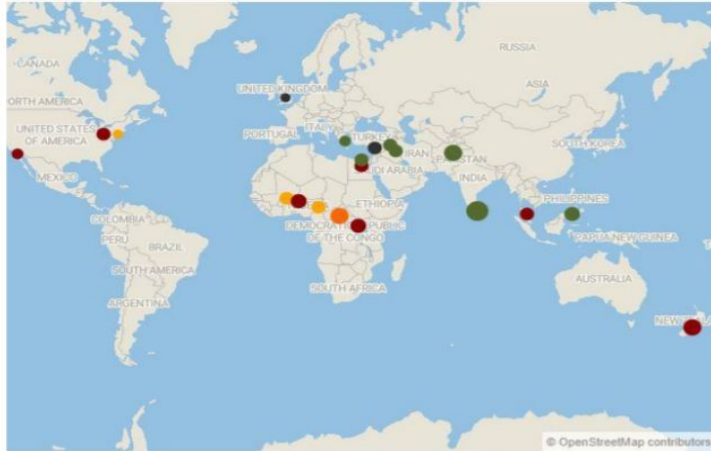 RUSSIA
CANADA
ASIA
UNITED KINGDOM
NORTH AMERICA
ITALY
UNITED STATES
OF AMERICA
PORTUGAL
TURKEY
SOUTH KOREA
IRAN
PAKISTAN
SAUDI ARABIA
MEXICO
INDIA
PHILIPPINES
ETHIOPIA
COLOMBIA
DEMOCRATIC REPUBLIC
OF THE CONGO
PERU
PAPUA NEW GUINEA
BRAZIL
SOUTH AMERICA
AUSTRALIA
SOUTH AFRICA
ARGENTINA
© OpenStreetMap contributors